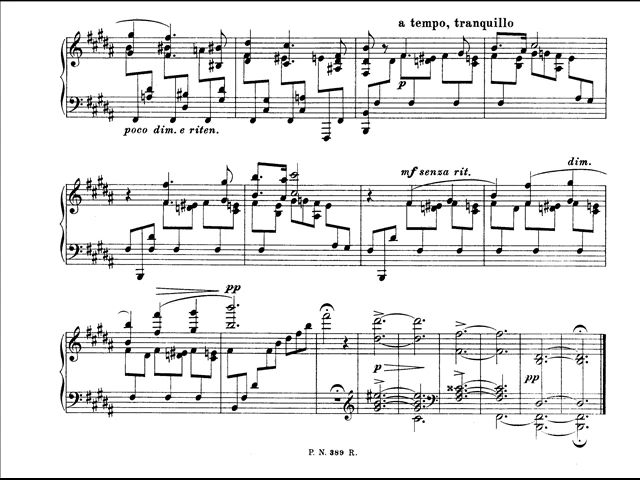 a tempo, tranquillo
p
poco dim. e riten.
mf senza rit.
dim.
pp
p
pp
P. N. 389 R.